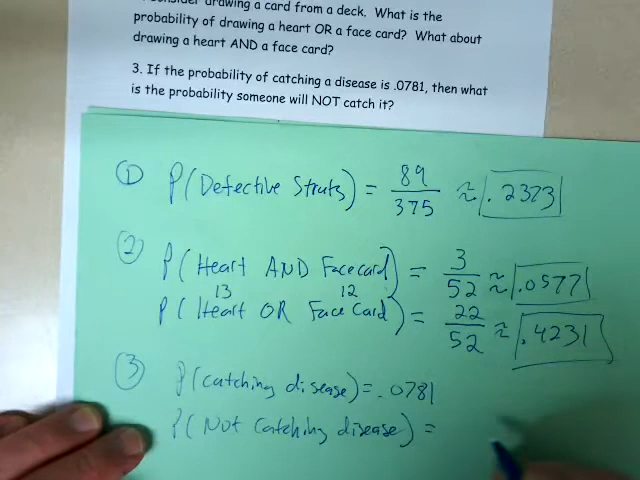 drawing a card from a deck. What is the
probability of drawing a heart OR a face card? What about
drawing a heart AND a face card?
3. If the probability of catching a disease is .0781, then what
is the probability someone will NOT catch it?
① P(Defective Struts) = 89/375 ≈ .2373
② P(Heart AND Face card) = 3/52 ≈ .0577
13 12
P(Heart OR Face Card) = 22/52 ≈ .4231
③ P(catching disease) = .0781
P(Not catching disease) =